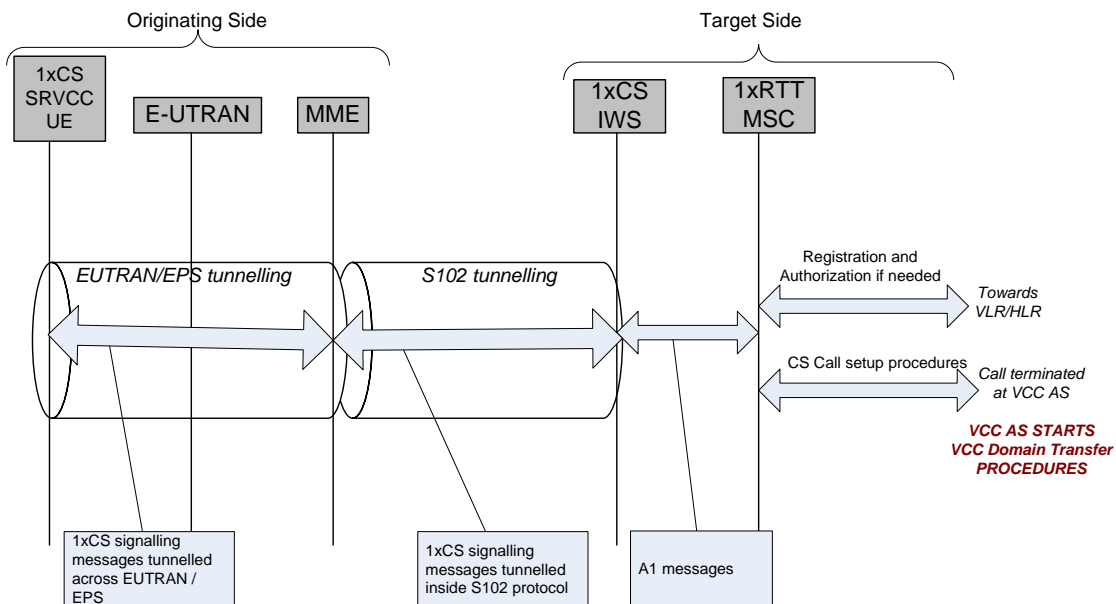 Originating Side
Target Side
1xCS
SRVCC
UE
E-UTRAN
MME
1xCS
IWS
1xRTT
MSC
EUTRAN/EPS tunnelling
S102 tunnelling
Registration and
Authorization if needed
Towards
VLR/HLR
CS Call setup procedures
Call terminated
at VCC AS
VCC AS STARTS
VCC Domain Transfer
PROCEDURES
1xCS signalling
messages tunnelled
across EUTRAN /
EPS
1xCS signalling
messages tunnelled
inside S102 protocol
A1 messages